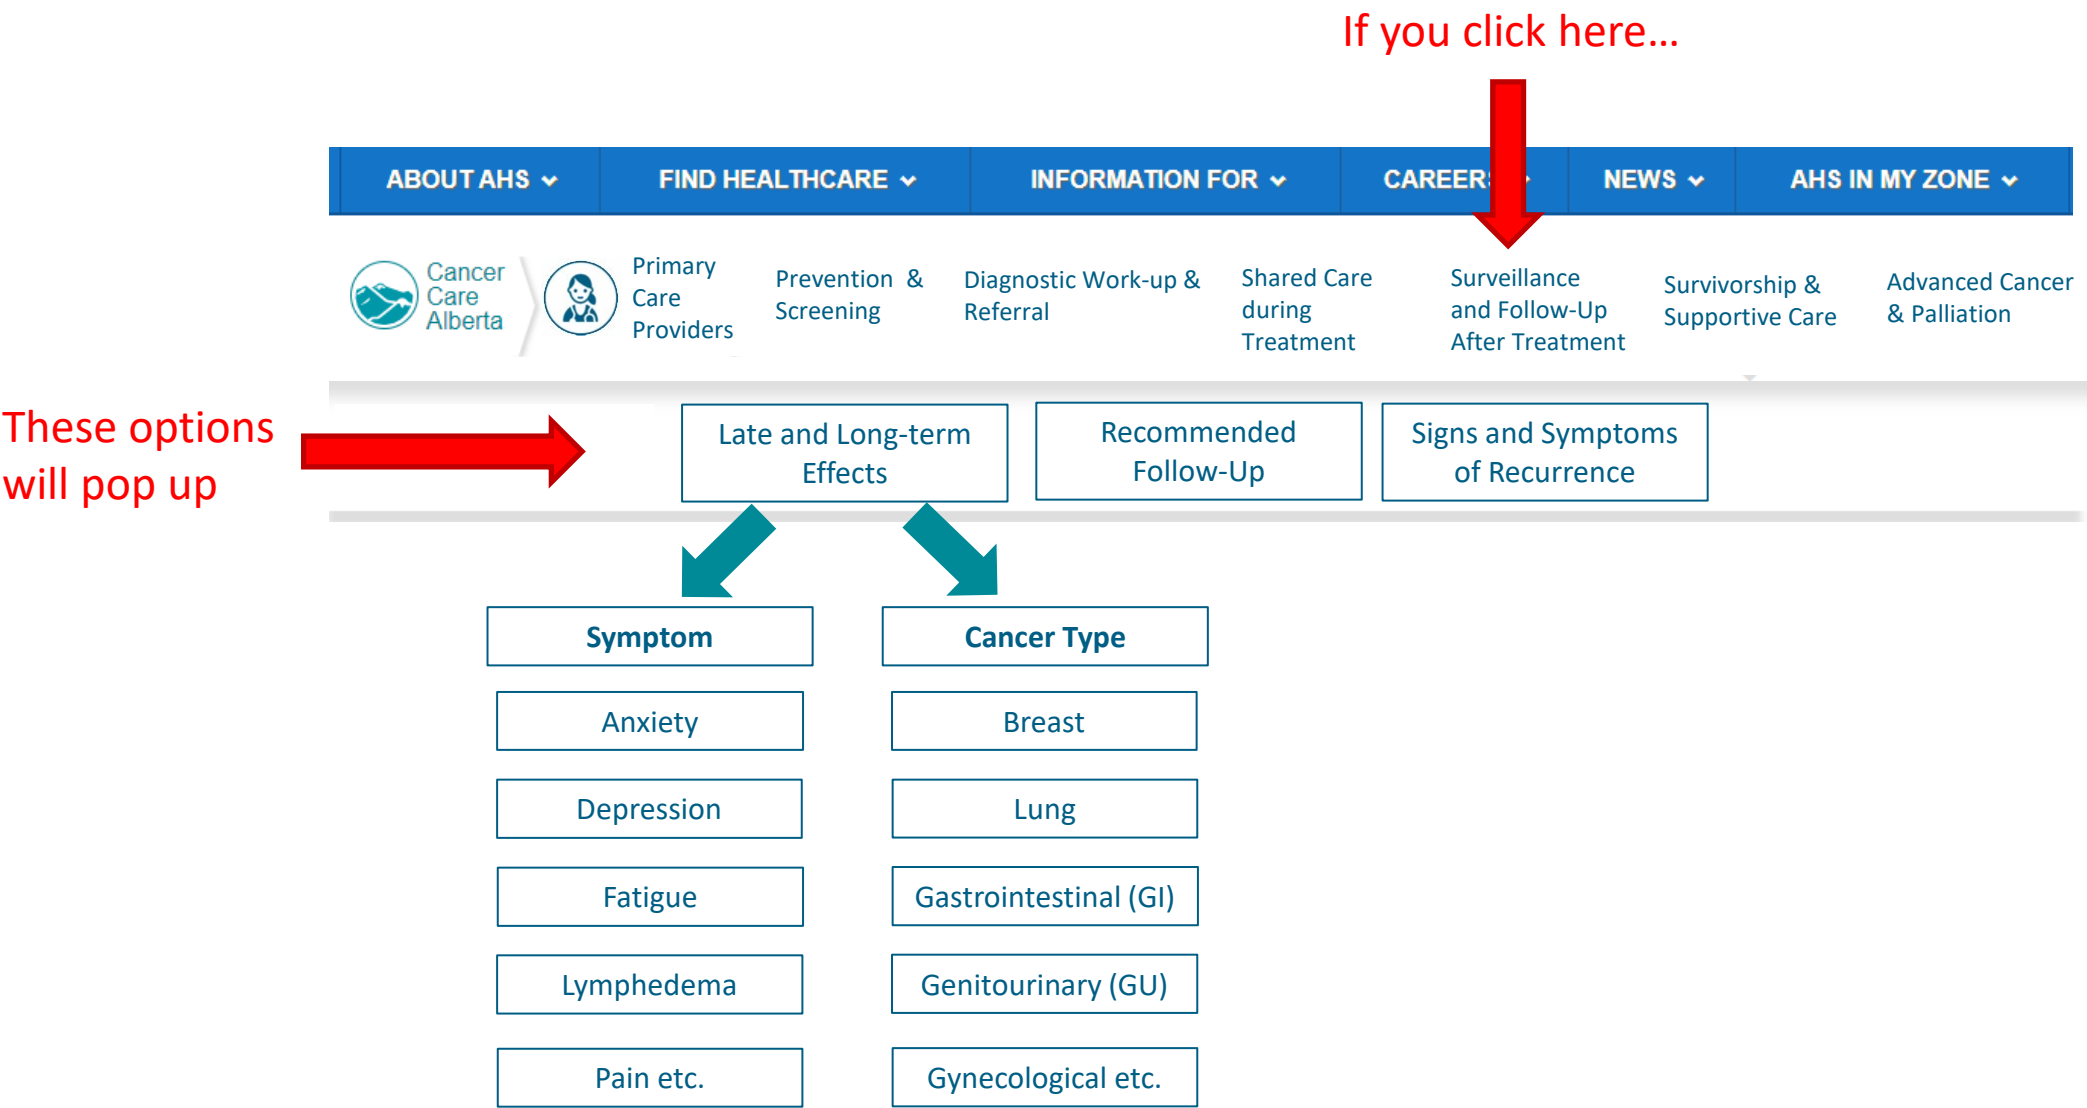 If you click here...
ABOUT AHS
FIND HEALTHCARE
INFORMATION FOR
CAREERS
NEWS
AHS IN MY ZONE
Cancer
Care
Alberta
Primary
Care
Providers
Prevention &
Screening
Diagnostic Work-up &
Referral
Shared Care
during
Treatment
Surveillance
and Follow-Up
After Treatment
Survivorship &
Supportive Care
Advanced Cancer
& Palliation
These options
will pop up
Late and Long-term
Effects
Recommended
Follow-Up
Signs and Symptoms
of Recurrence
Symptom
Cancer Type
Anxiety
Breast
Depression
Lung
Fatigue
Gastrointestinal (GI)
Lymphedema
Genitourinary (GU)
Pain etc.
Gynecological etc.